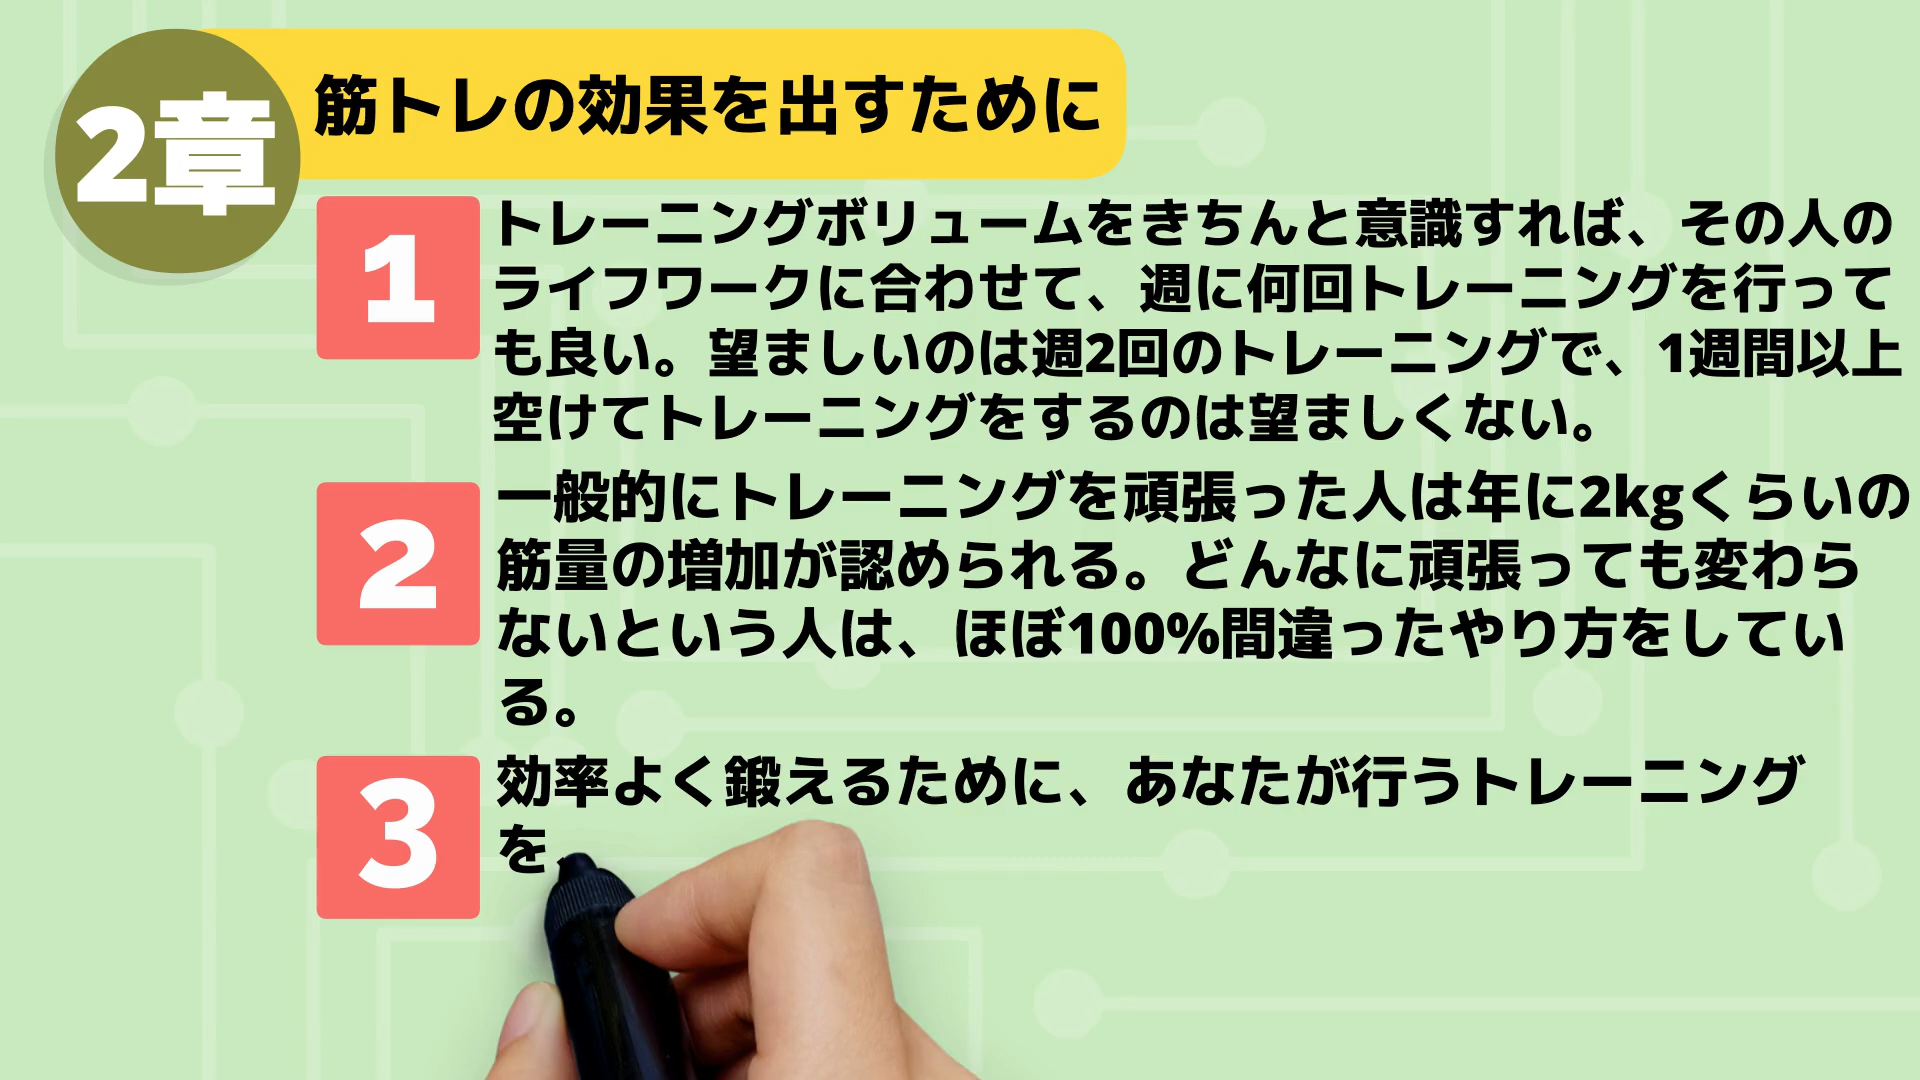 2章
筋トレの効果を出すために
1
トレーニングボリュームをきちんと意識すれば、その人の
ライフワークに合わせて、週に何回トレーニングを行って
も良い。望ましいのは週2回のトレーニングで、1週間以上
空けてトレーニングをするのは望ましくない。
2
一般的にトレーニングを頑張った人は年に2kgくらいの
筋量の増加が認められる。どんなに頑張っても変わら
ないという人は、ほぼ100%間違ったやり方をしてい
る。
3
効率よく鍛えるために、あなたが行うトレーニング
を